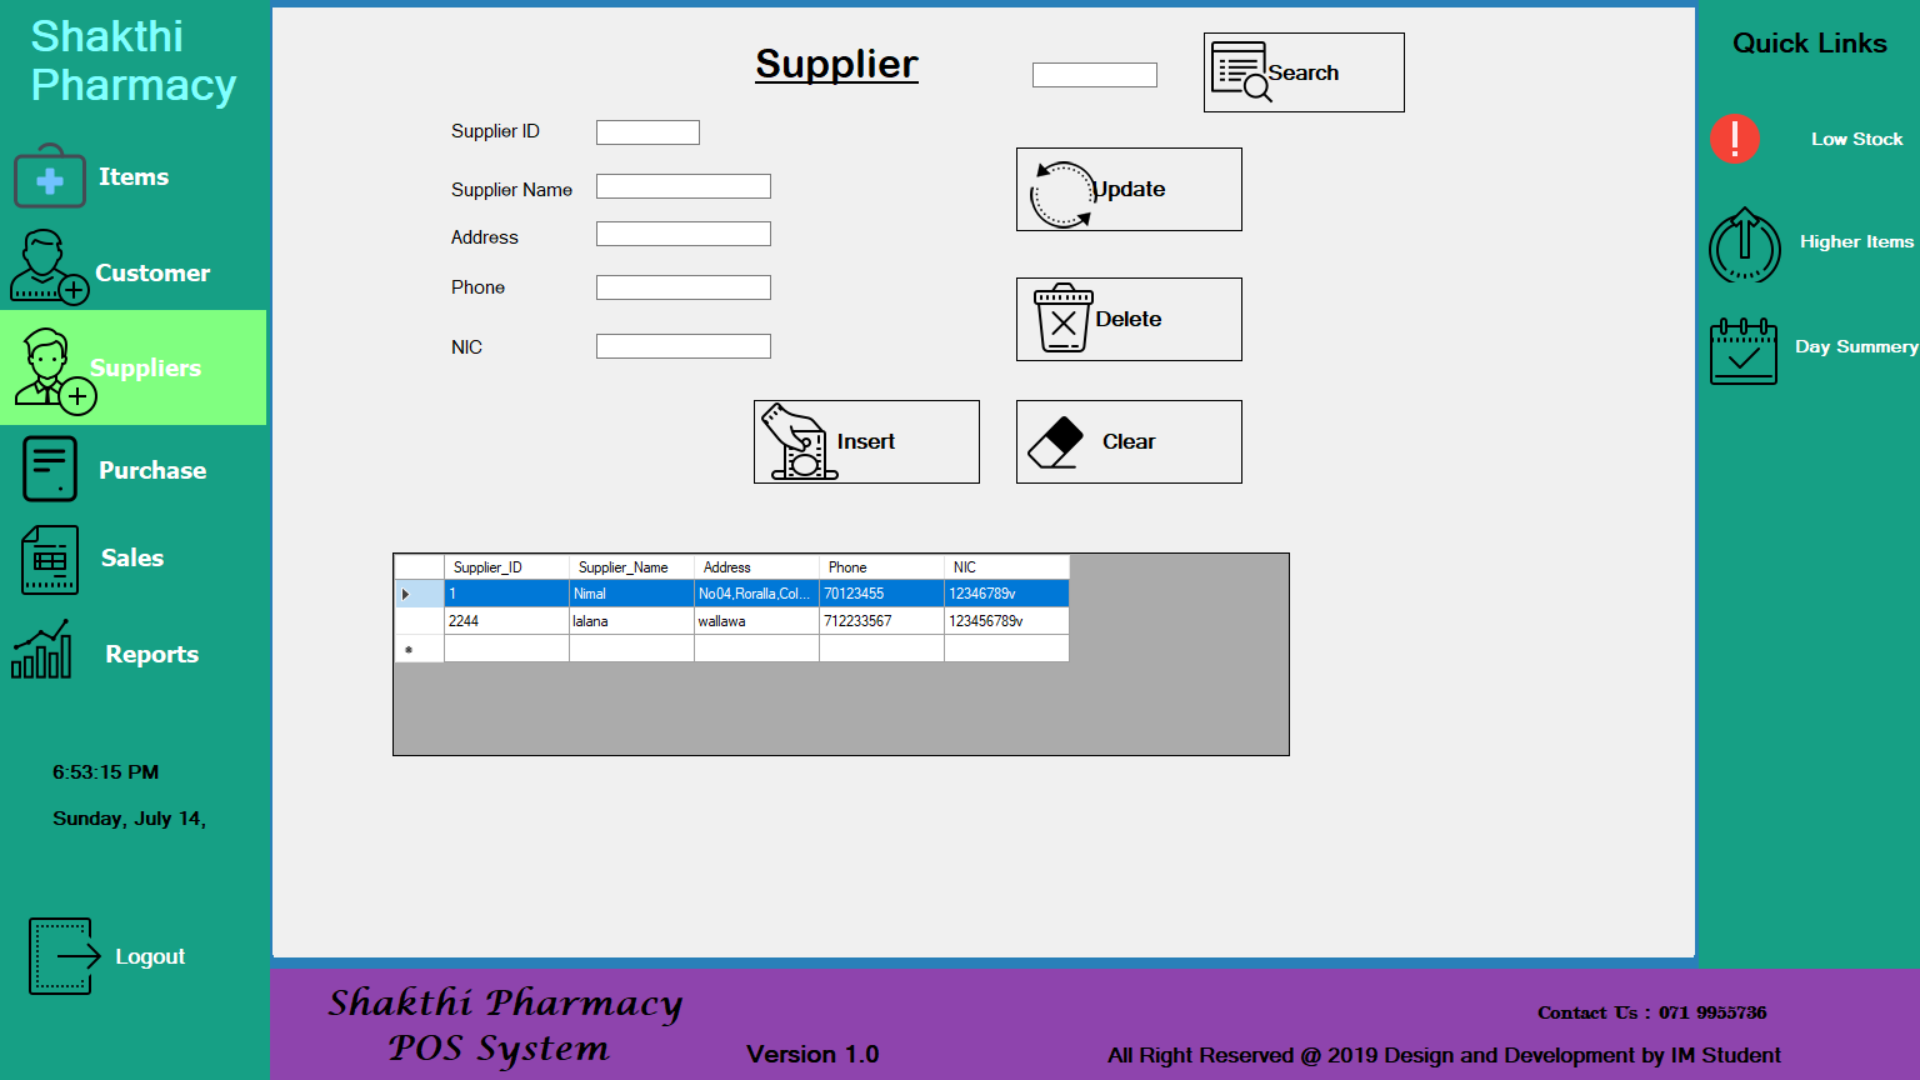 Shakthi
Pharmacy
Items
Customer
Suppliers
Purchase
Sales
Reports
6:53:15 PM
Sunday, July 14,
Logout
Supplier
Search
Supplier ID
Supplier Name
Address
Phone
NIC
Update
Delete
Insert
Clear
Supplier_ID Supplier_Name Address Phone NIC
1 Nimal No04,Roralla,Col... 70123455 12346789v
2244 lalana wallawa 712233567 123456789v
Quick Links
Low Stock
Higher Items
Day Summery
Shakthi Pharmacy
POS System
Version 1.0
Contact Us : 071 9955736
All Right Reserved @ 2019 Design and Development by IM Student